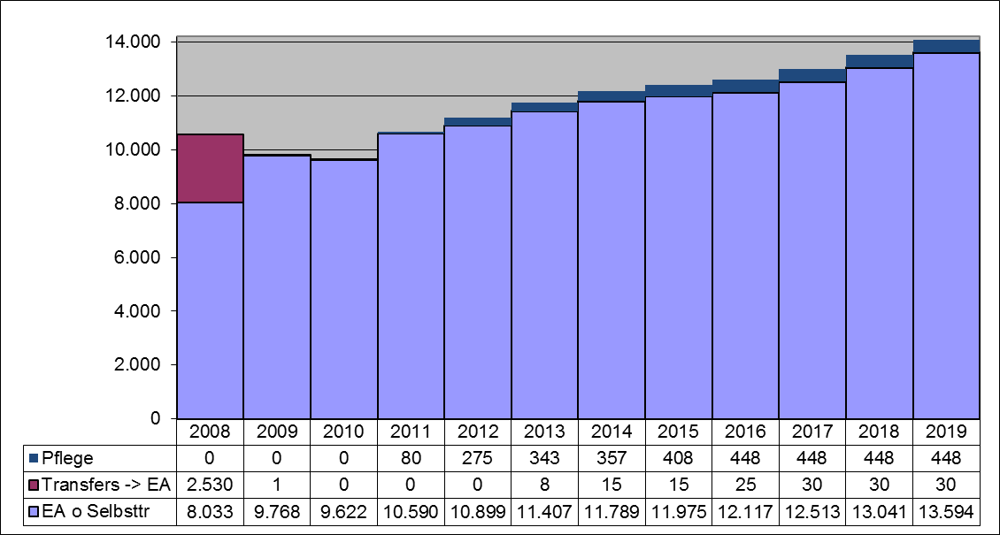 14.000
12.000
10.000
8.000
6.000
4.000
2.000
0
2008 2009 2010 2011 2012 2013 2014 2015 2016 2017 2018 2019
Pflege 0 0 0 80 275 343 357 408 448 448 448 448
Transfers -> EA 2.530 1 0 0 0 8 15 15 25 30 30 30
EA o Selbsttr 8.033 9.768 9.622 10.590 10.899 11.407 11.789 11.975 12.117 12.513 13.041 13.594